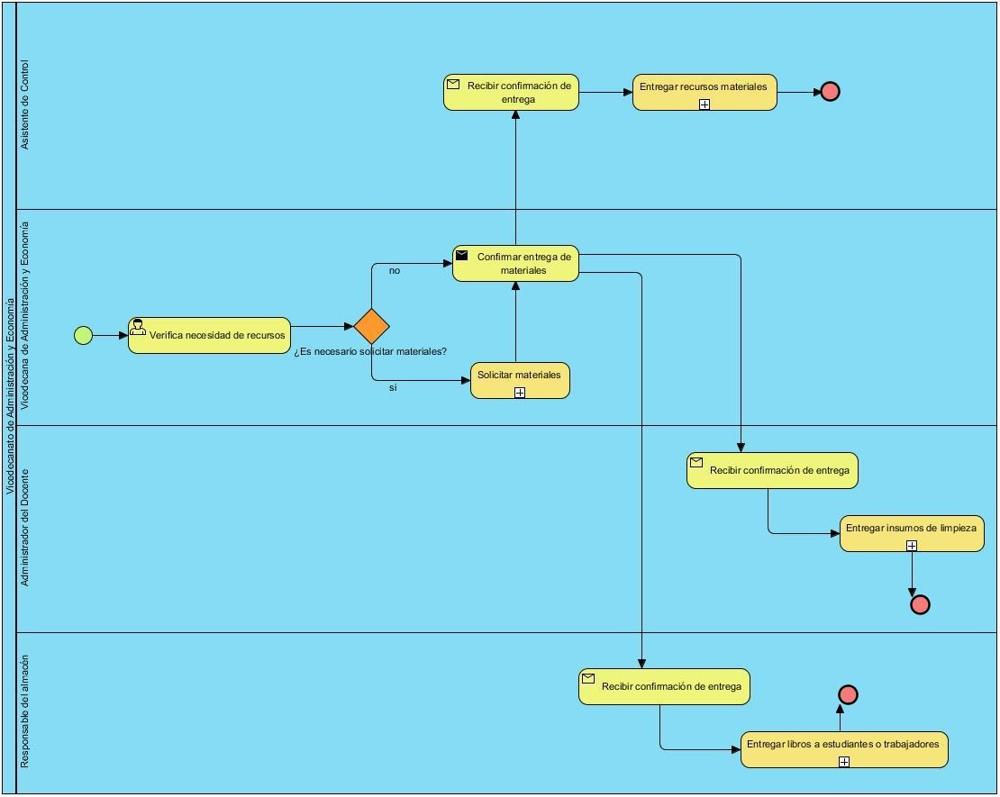 Vicedecanato de Administración y Economía
Asistente de Control
Recibir confirmación de
entrega
Entregar recursos materiales
Vicedecana de Administración y Economía
Verifica necesidad de recursos
¿Es necesario solicitar materiales?
no
si
Confirmar entrega de
materiales
Solicitar materiales
Administrador del Docente
Recibir confirmación de entrega
Entregar insumos de limpieza
Responsable del almacén
Recibir confirmación de entrega
Entregar libros a estudiantes o trabajadores